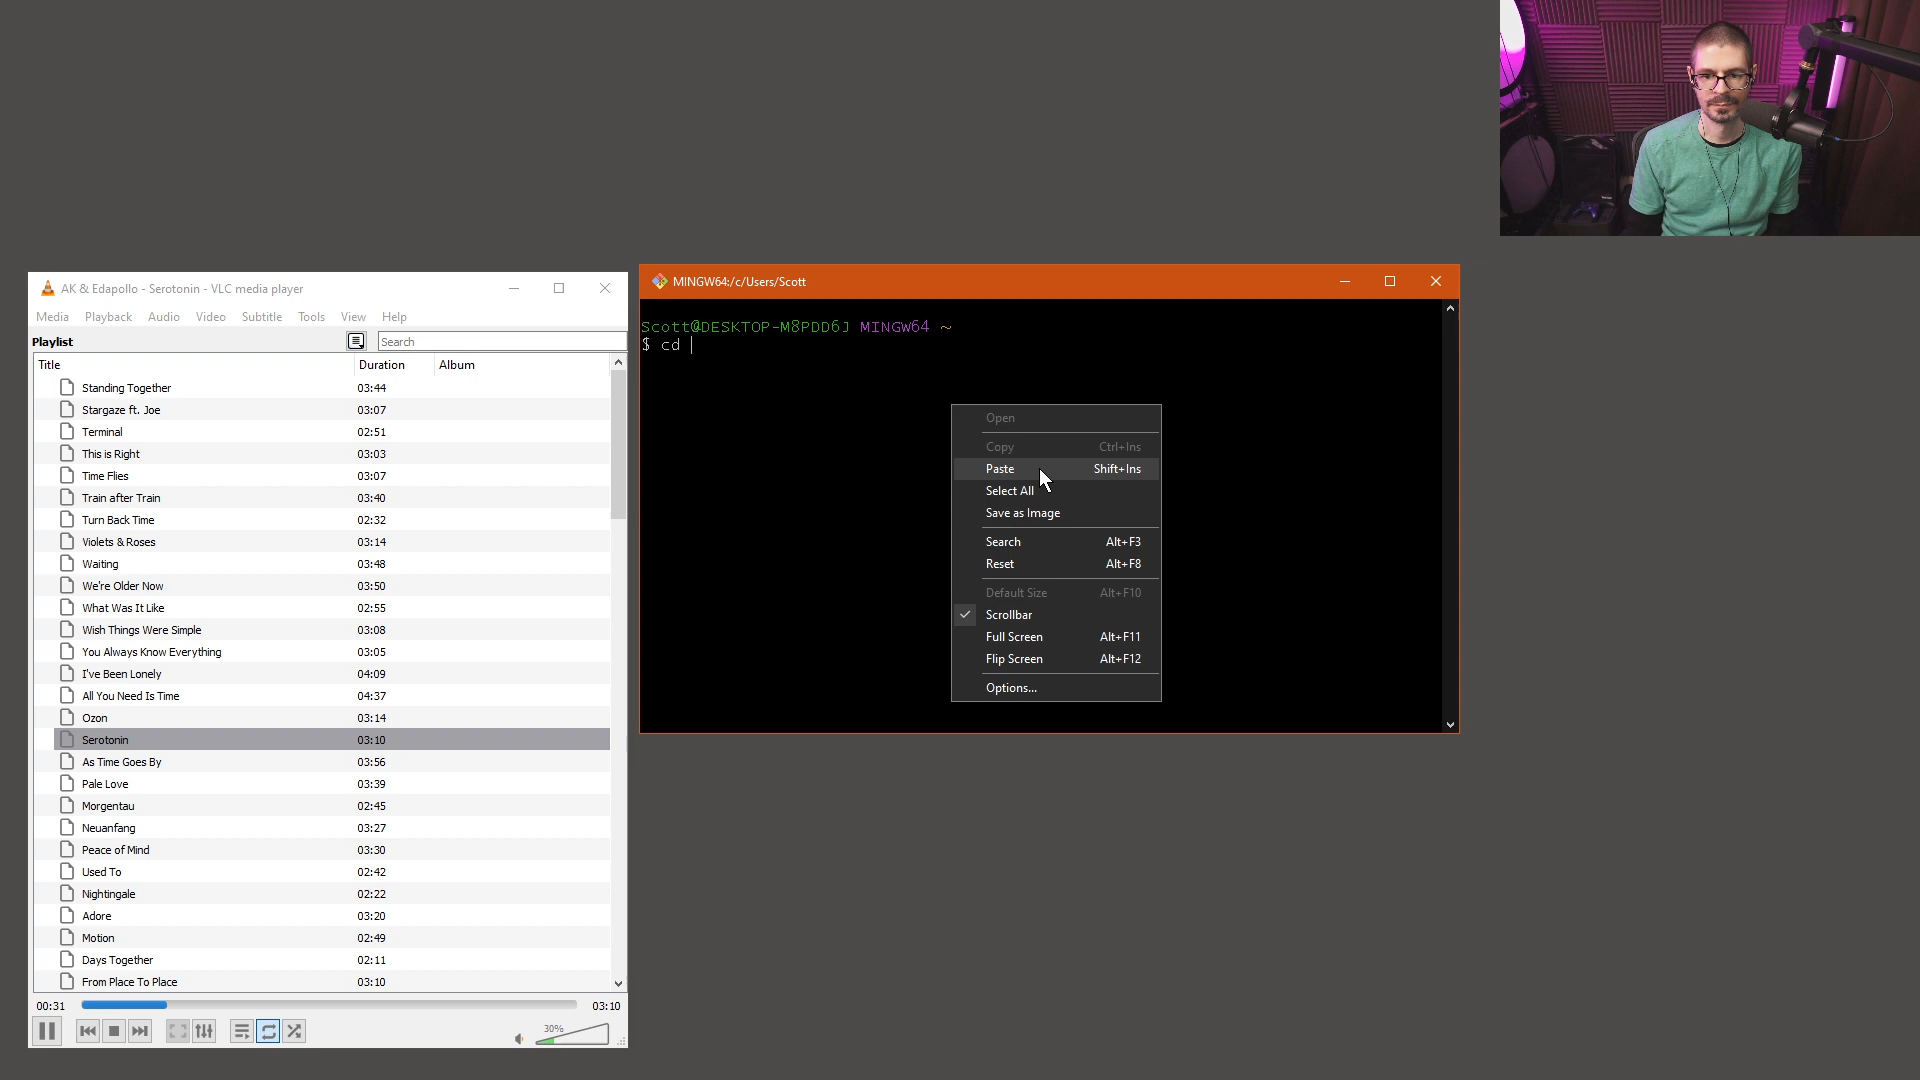 AK & Edapollo - Serotonin - VLC media player
Media Playback Audio Video Subtitle Tools View Help
Playlist
Search
Title Duration Album
Standing Together 03:44
Stargaze ft. Joe 03:07
Terminal 02:51
This is Right 03:03
Time Flies 03:07
Train after Train 03:40
Turn Back Time 02:32
Violets & Roses 03:14
Waiting 03:48
We're Older Now 03:50
What Was It Like 02:55
Wish Things Were Simple 03:08
You Always Know Everything 03:05
I've Been Lonely 04:09
All You Need Is Time 04:37
Ozon 03:14
Serotonin 03:10
As Time Goes By 03:56
Pale Love 03:39
Morgentau 02:45
Neuanfang 03:27
Peace of Mind 03:30
Used To 02:42
Nightingale 02:22
Adore 03:20
Motion 02:49
Days Together 02:11
From Place To Place 03:10
00:31 03:10
30%
MINGW64:/c/Users/Scott
Scott@DESKTOP-M8PDD6J MINGW64 ~
$ cd
Open
Copy Ctrl+Ins
Paste Shift+Ins
Select All
Save as Image
Search Alt+F3
Reset Alt+F8
Default Size Alt+F10
Scrollbar
Full Screen Alt+F11
Flip Screen Alt+F12
Options...